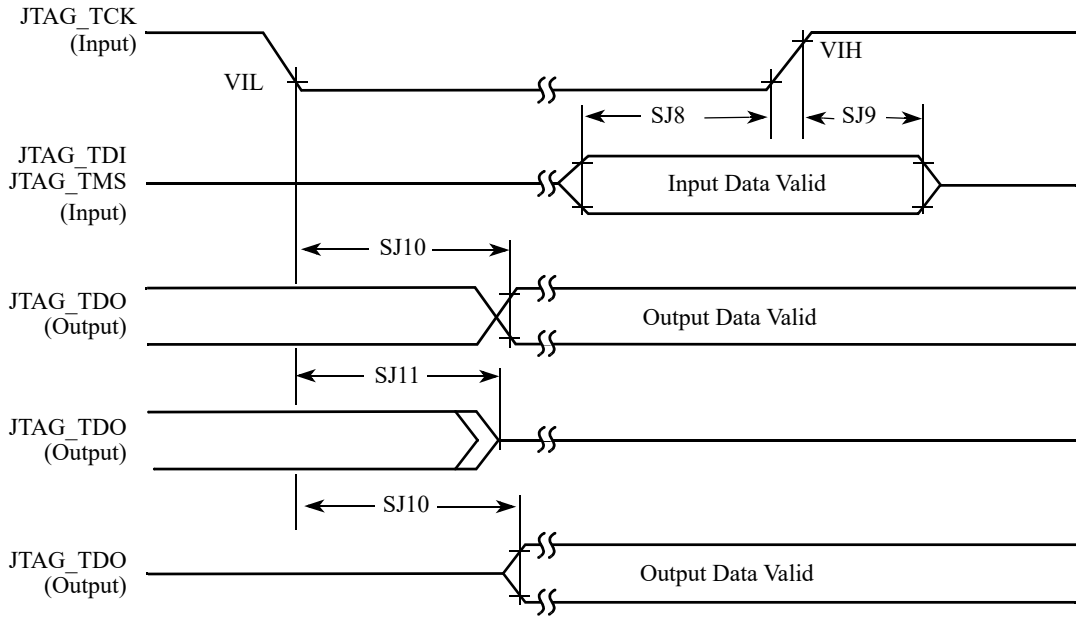 JTAG_TCK
(Input)
VIL
VIH
SJ8
SJ9
JTAG_TDI
JTAG_TMS
(Input)
Input Data Valid
SJ10
JTAG_TDO
(Output)
Output Data Valid
SJ11
JTAG_TDO
(Output)
SJ10
JTAG_TDO
(Output)
Output Data Valid